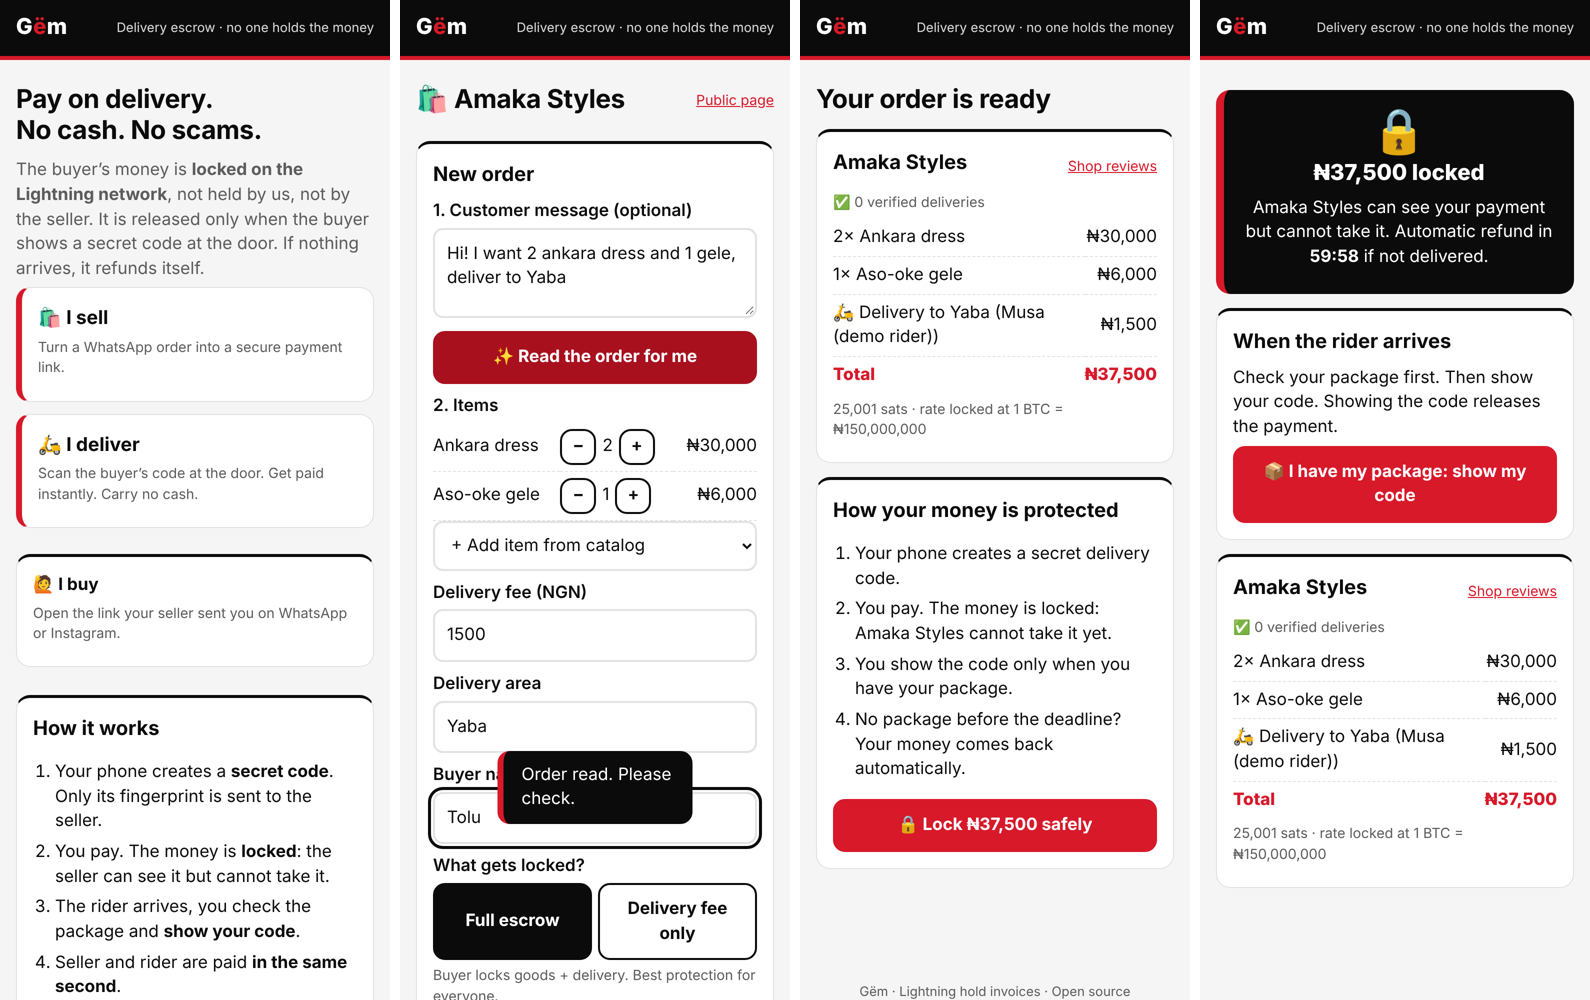 Gëm
Delivery escrow · no one holds the money
Pay on delivery.
No cash. No scams.
The buyer's money is locked on the
Lightning network, not held by us, not by
the seller. It is released only when the buyer
shows a secret code at the door. If nothing
arrives, it refunds itself.
🛍️ I sell
Turn a WhatsApp order into a secure payment
link.
🛵 I deliver
Scan the buyer's code at the door. Get paid
instantly. Carry no cash.
🙋 I buy
Open the link your seller sent you on WhatsApp
or Instagram.
How it works
1. Your phone creates a secret code.
Only its fingerprint is sent to the
seller.
2. You pay. The money is locked: the
seller can see it but cannot take it.
3. The rider arrives, you check the
package and show your code.
4. Seller and rider are paid in the same
second.
Gëm
Delivery escrow · no one holds the money
🛍️ Amaka Styles
Public page
New order
1. Customer message (optional)
Hi! I want 2 ankara dress and 1 gele,
deliver to Yaba
✨ Read the order for me
2. Items
Ankara dress − 2 + ₦30,000
Aso-oke gele − 1 + ₦6,000
+ Add item from catalog
Delivery fee (NGN)
1500
Delivery area
Yaba
Buyer
Order read. Please
check.
Tolu
What gets locked?
Full escrow
Delivery fee
only
Buyer locks goods + delivery. Best protection for
everyone.
Gëm
Delivery escrow · no one holds the money
Your order is ready
Amaka Styles
Shop reviews
✅ 0 verified deliveries
2× Ankara dress ₦30,000
1× Aso-oke gele ₦6,000
🛵 Delivery to Yaba (Musa
(demo rider)) ₦1,500
Total ₦37,500
25,001 sats · rate locked at 1 BTC =
₦150,000,000
How your money is protected
1. Your phone creates a secret delivery
code.
2. You pay. The money is locked:
Amaka Styles cannot take it yet.
3. You show the code only when you
have your package.
4. No package before the deadline?
Your money comes back
automatically.
🔒 Lock ₦37,500 safely
Gëm · Lightning hold invoices · Open source
Gëm
Delivery escrow · no one holds the money
🔒
₦37,500 locked
Amaka Styles can see your payment
but cannot take it. Automatic refund in
59:58 if not delivered.
When the rider arrives
Check your package first. Then show
your code. Showing the code releases
the payment.
📦 I have my package: show my
code
Amaka Styles
Shop reviews
✅ 0 verified deliveries
2× Ankara dress ₦30,000
1× Aso-oke gele ₦6,000
🛵 Delivery to Yaba (Musa
(demo rider)) ₦1,500
Total ₦37,500
25,001 sats · rate locked at 1 BTC =
₦150,000,000